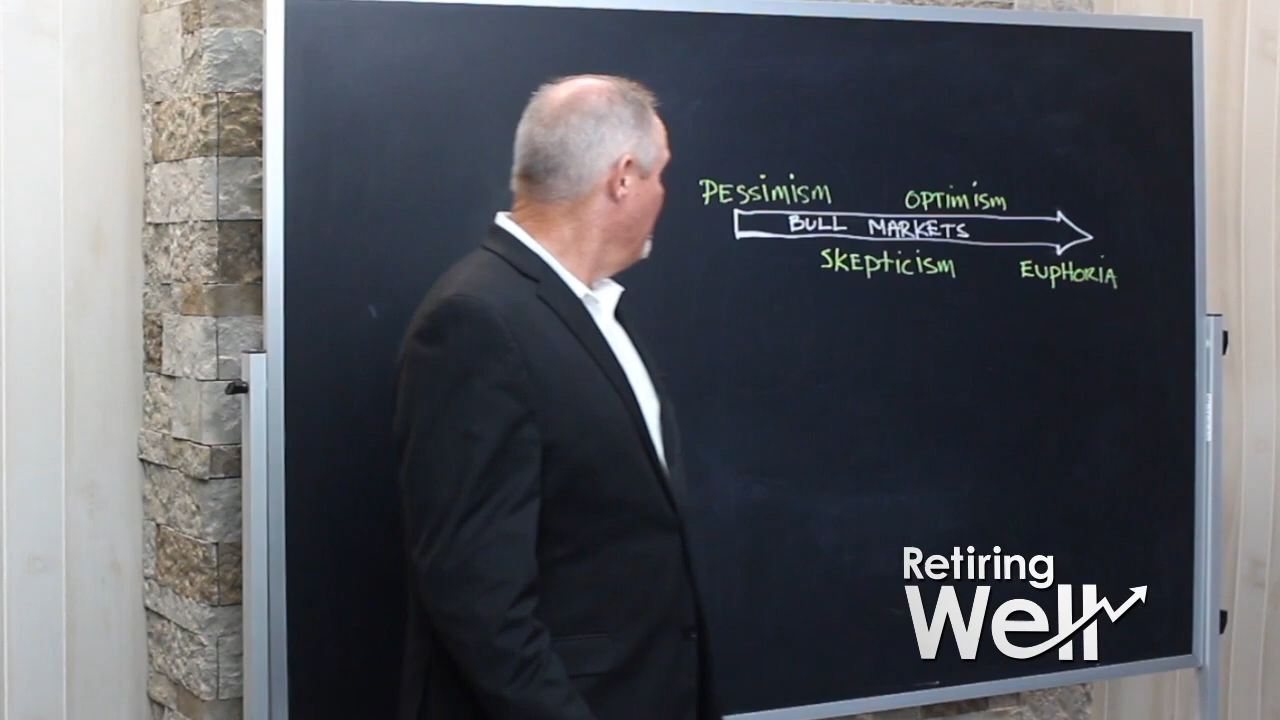 PESSIMISM OPTIMISM
BULL MARKETS
SKEPTICISM EUPHORIA
Retiring
Well